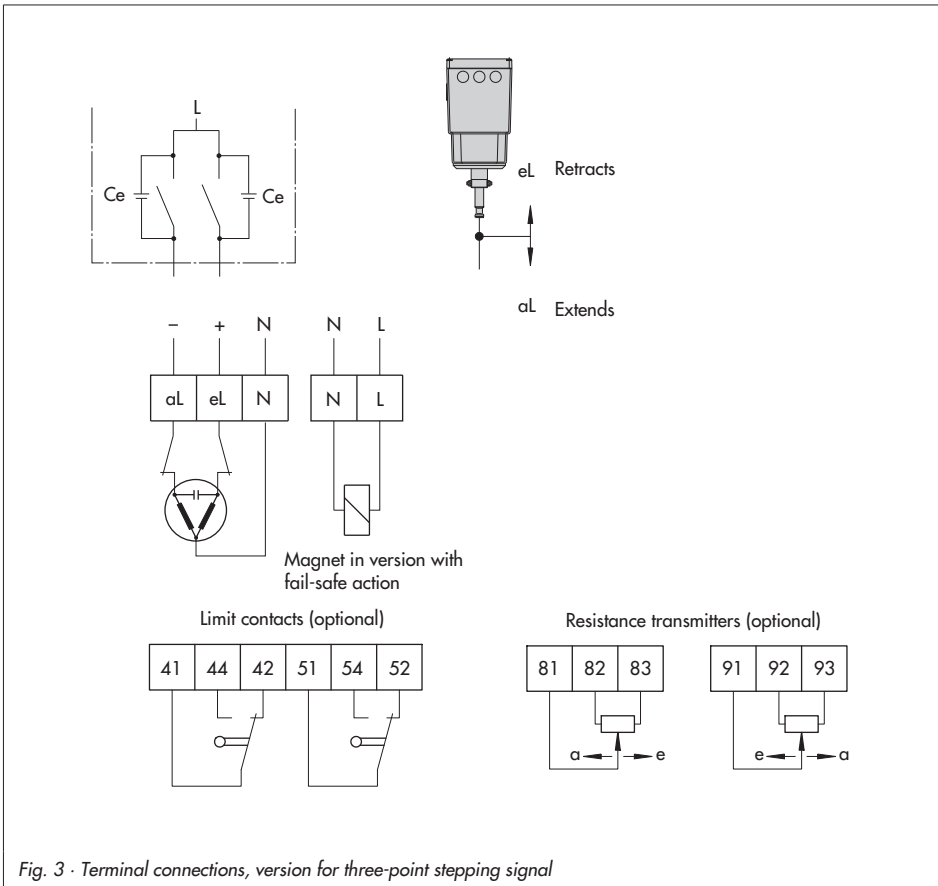 L
Ce Ce
eL Retracts
aL Extends
– + N N L
aL eL N N L
Magnet in version with
fail-safe action
Limit contacts (optional)
41 44 42 51 54 52
Resistance transmitters (optional)
81 82 83 91 92 93
a e e a
Fig. 3 · Terminal connections, version for three-point stepping signal